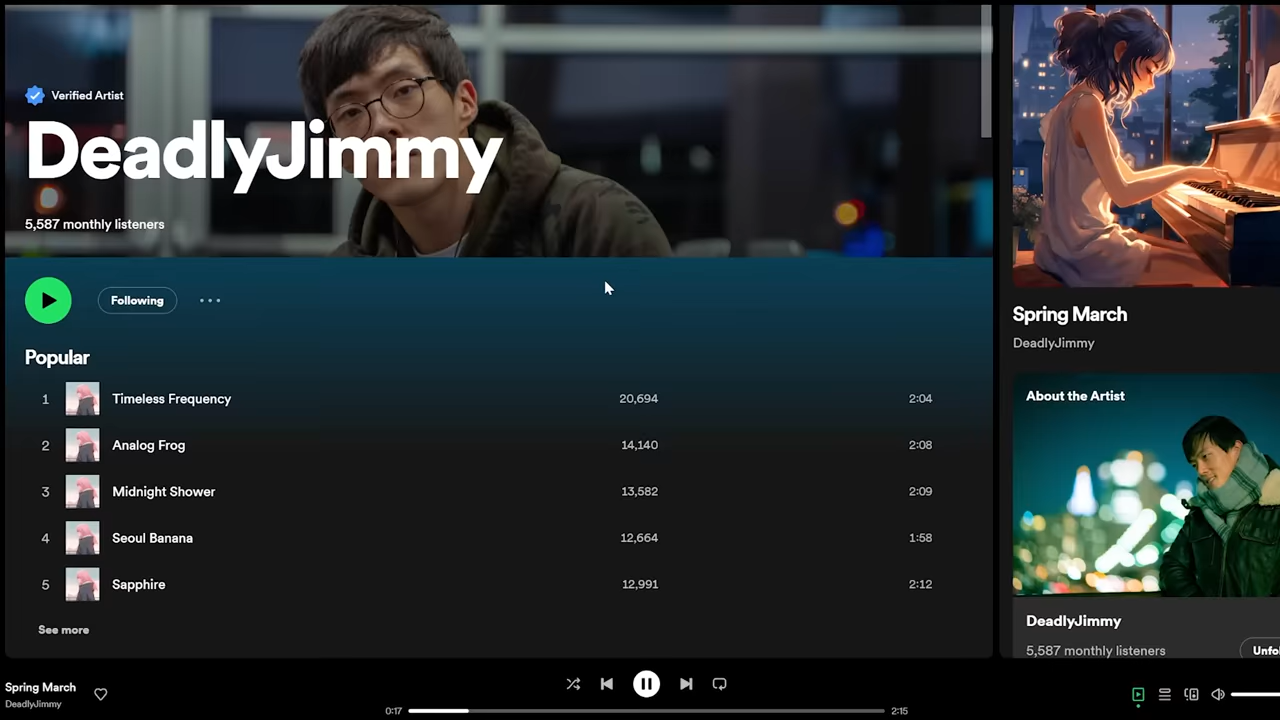 Verified Artist
DeadlyJimmy
5,587 monthly listeners
Following
Popular
1 Timeless Frequency 20,694 2:04
2 Analog Frog 14,140 2:08
3 Midnight Shower 13,582 2:09
4 Seoul Banana 12,664 1:58
5 Sapphire 12,991 2:12
See more
Spring March
DeadlyJimmy
About the Artist
DeadlyJimmy
5,587 monthly listeners
Unfol
Spring March
DeadlyJimmy
0:17
2:15